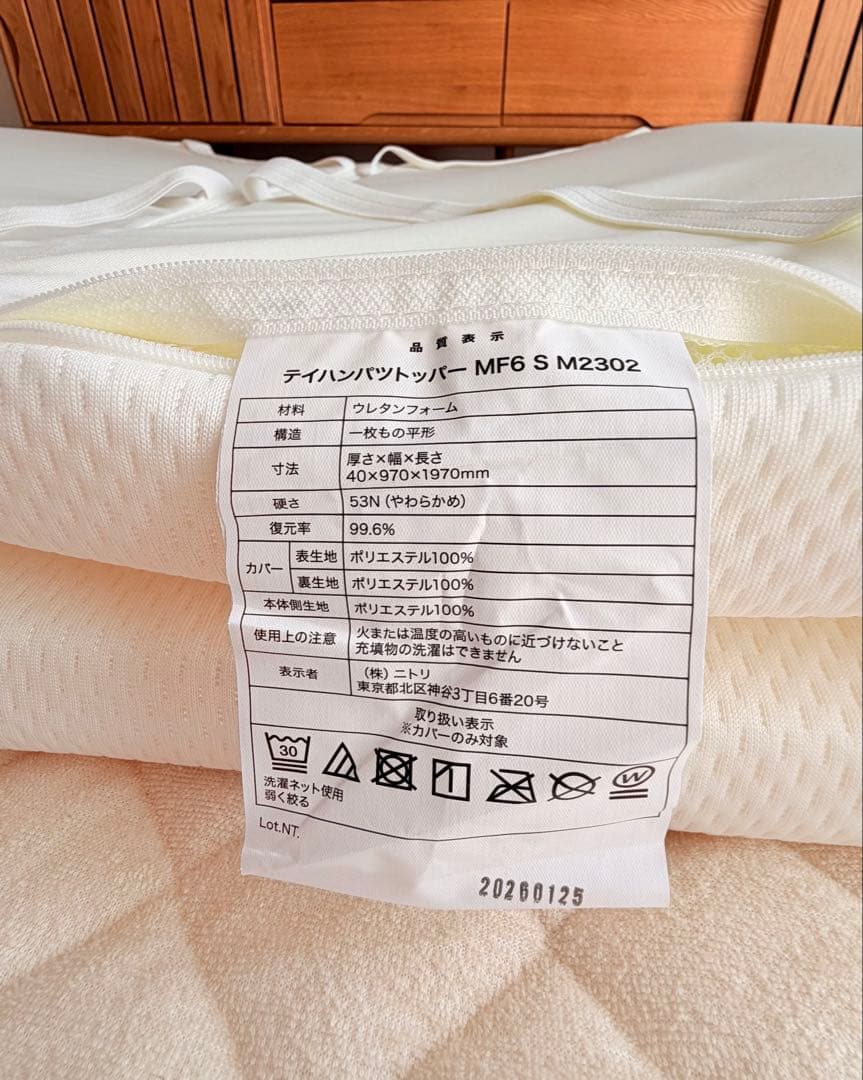 品質表示
テイハンパツトッパー MF6 S M2302
材料 ウレタンフォーム
構造 一枚もの平形
寸法 厚さ×幅×長さ
40×970×1970mm
硬さ 53N（やわらかめ）
復元率 99.6%
カバー 表生地 ポリエステル100%
裏生地 ポリエステル100%
本体側生地 ポリエステル100%
使用上の注意 火または温度の高いものに近づけないこと
充填物の洗濯はできません
表示者 （株）ニトリ
東京都北区神谷3丁目6番20号
取り扱い表示
※カバーのみ対象
30
W
洗濯ネット使用
弱く絞る
Lot.NT.
20260125